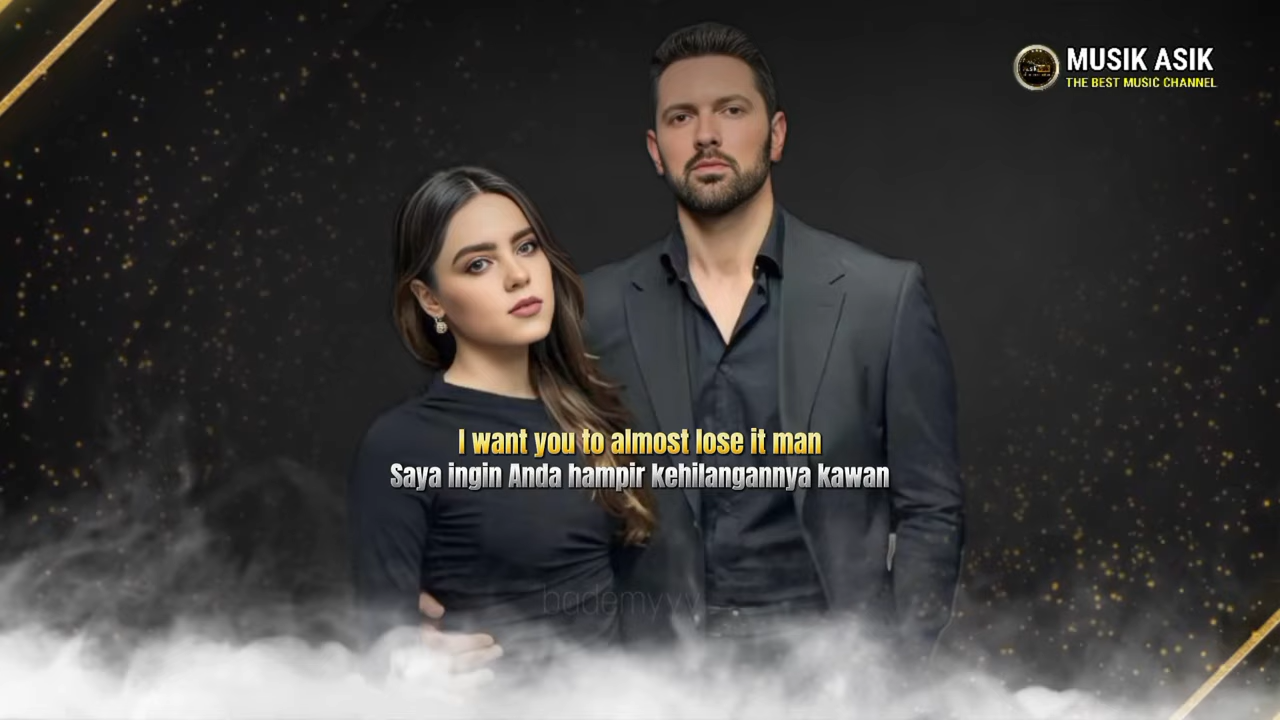 MUSIK ASIK
THE BEST MUSIC CHANNEL
I want you to almost lose it man
Saya ingin Anda hampir kehilangannya kawan